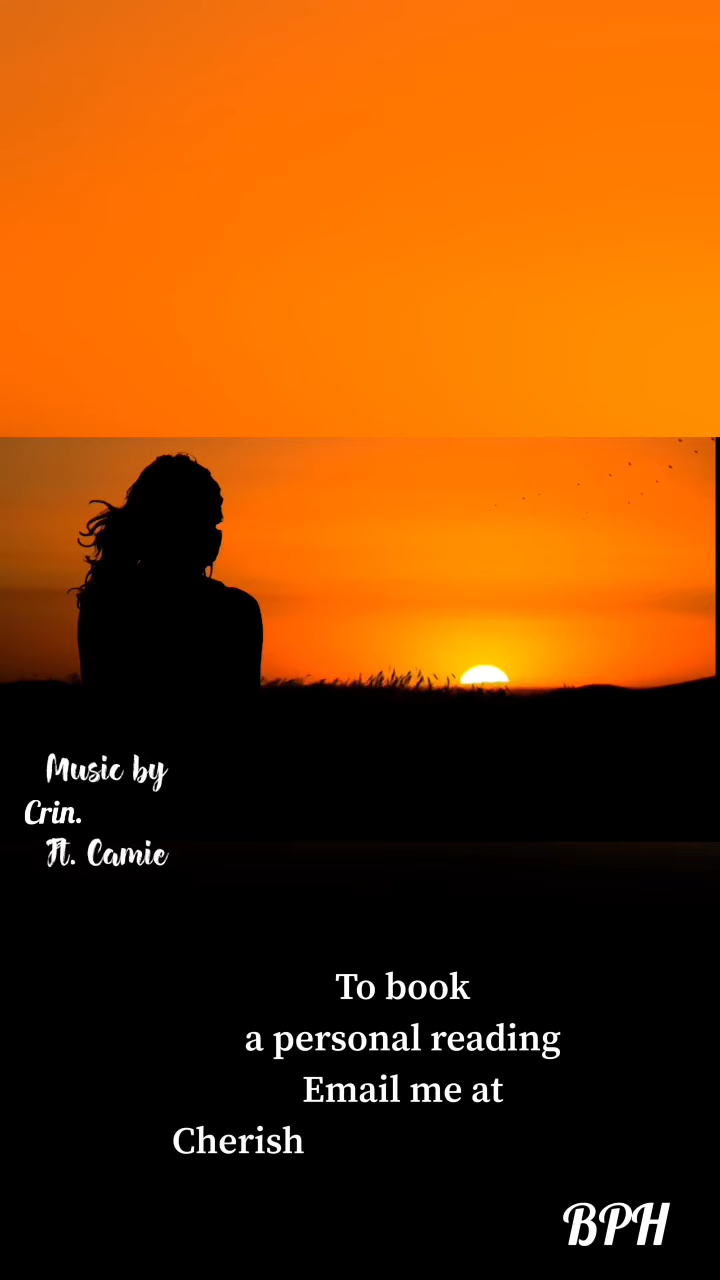 Music by
Crin.
Ft. Camie
To book
a personal reading
Email me at
Cherish
BPH